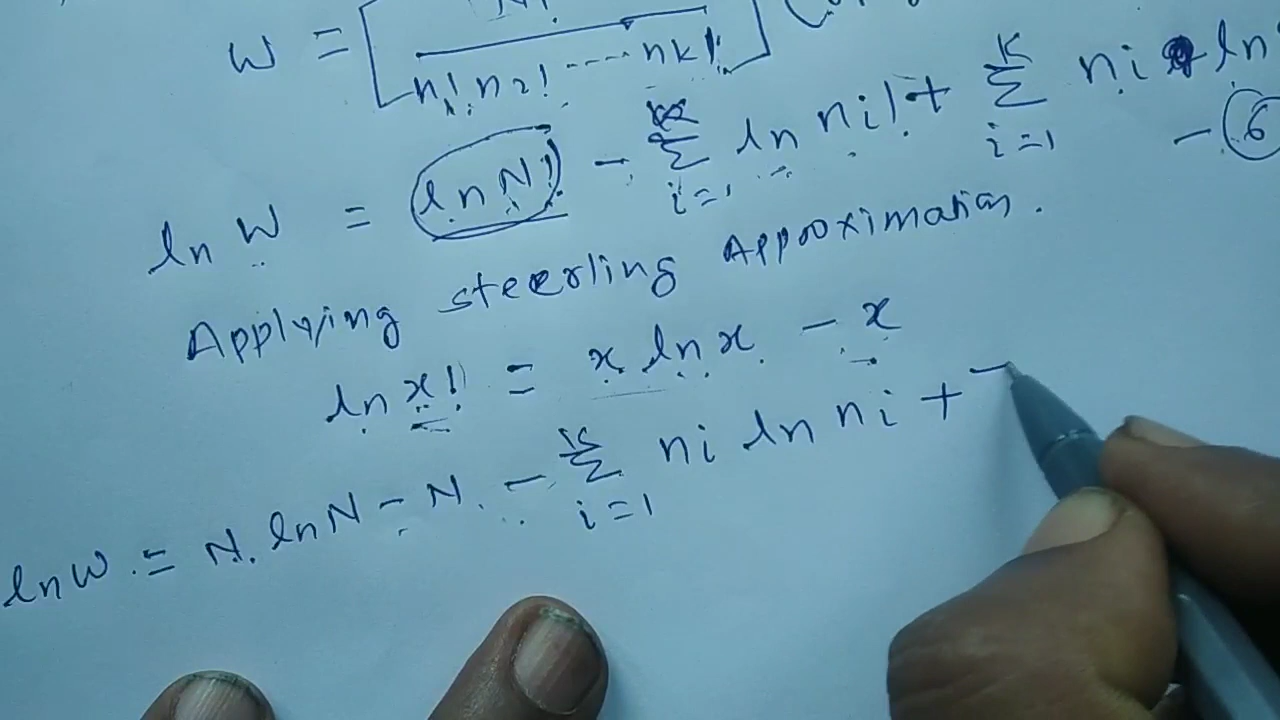 W = [ N! / n1! n2! ---- nk! ] (
ln W = ln N! - Σ i=1 ln ni! + K Σ i=1 ni ln
- 6
Applying steerling Approximation.
ln x! = x ln x - x
ln W = N. ln N - N. - K Σ i=1 ni ln ni +